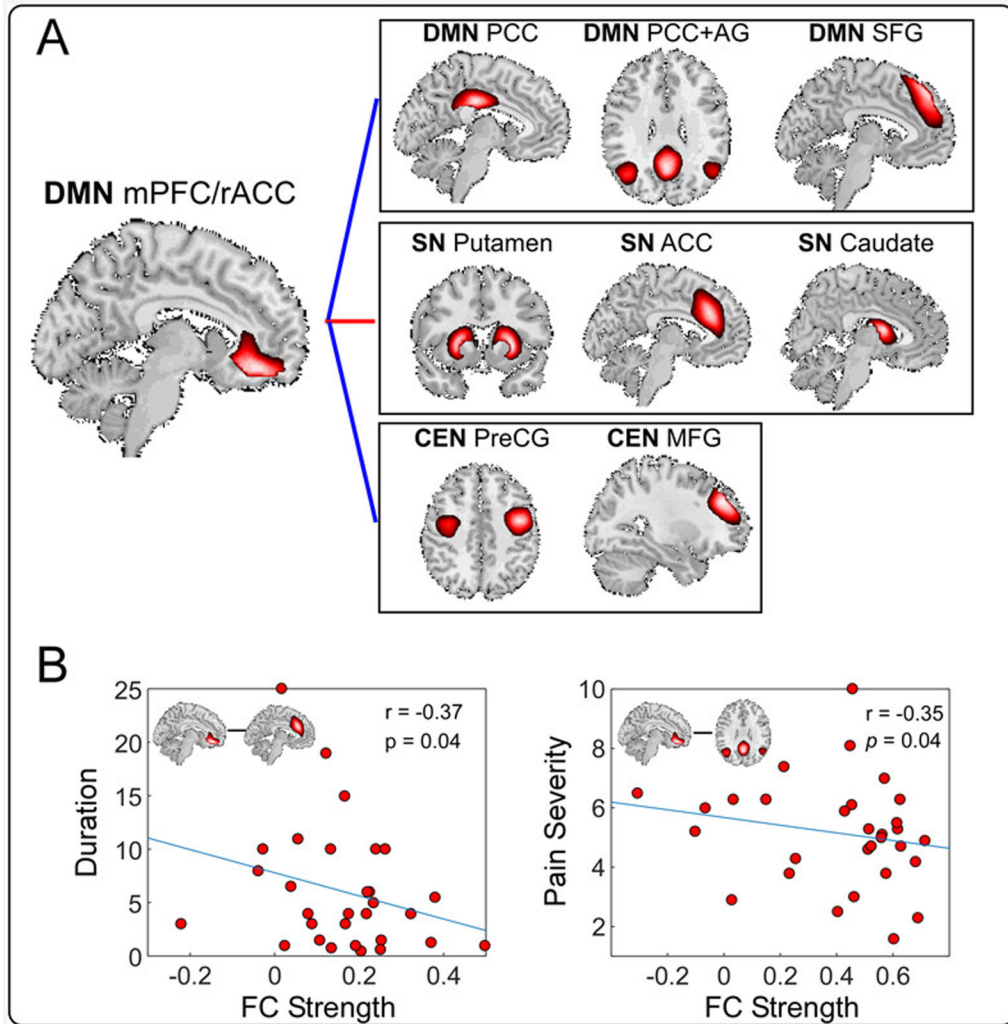 A
DMN PCC
DMN PCC+AG
DMN SFG
DMN mPFC/rACC
SN Putamen
SN ACC
SN Caudate
CEN PreCG
CEN MFG
B
25
20
15
10
5
0
Duration
r = -0.37
p = 0.04
-0.2
0
0.2
0.4
FC Strength
10
8
6
4
2
Pain Severity
r = -0.35
p = 0.04
-0.2
0
0.2
0.4
0.6
FC Strength